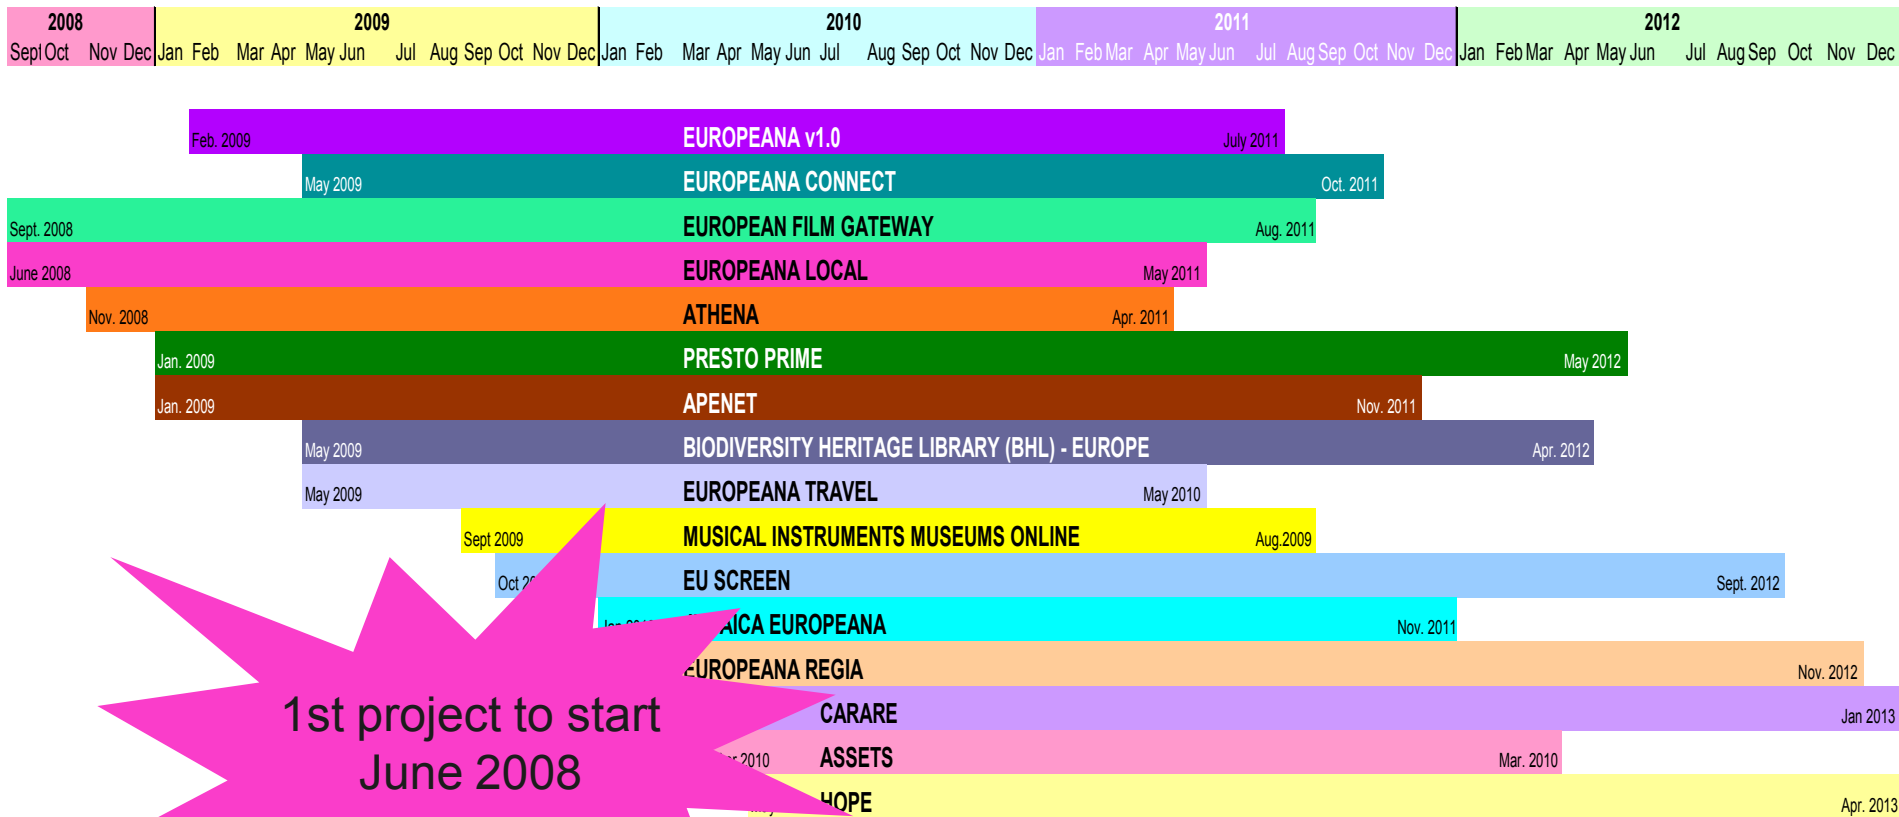 2008 2009 2010 2011 2012
Sept Oct Nov Dec Jan Feb Mar Apr May Jun Jul Aug Sep Oct Nov Dec Jan Feb Mar Apr May Jun Jul Aug Sep Oct Nov Dec Jan Feb Mar Apr May Jun Jul Aug Sep Oct Nov Dec Jan Feb Mar Apr May Jun Jul Aug Sep Oct Nov Dec
Feb. 2009 EUROPEANA v1.0 July 2011
May 2009 EUROPEANA CONNECT Oct. 2011
Sept. 2008 EUROPEAN FILM GATEWAY Aug. 2011
June 2008 EUROPEANA LOCAL May 2011
Nov. 2008 ATHENA Apr. 2011
Jan. 2009 PRESTO PRIME May 2012
Jan. 2009 APENET Nov. 2011
May 2009 BIODIVERSITY HERITAGE LIBRARY (BHL) - EUROPE Apr. 2012
May 2009 EUROPEANA TRAVEL May 2010
Sept 2009 MUSICAL INSTRUMENTS MUSEUMS ONLINE Aug.2009
Oct EU SCREEN Sept. 2012
EUROPEANA Nov. 2011
EUROPEANA REGIA Nov. 2012
CARARE Jan 2013
2010 ASSETS Mar. 2010
HOPE Apr. 2013
1st project to start
June 2008